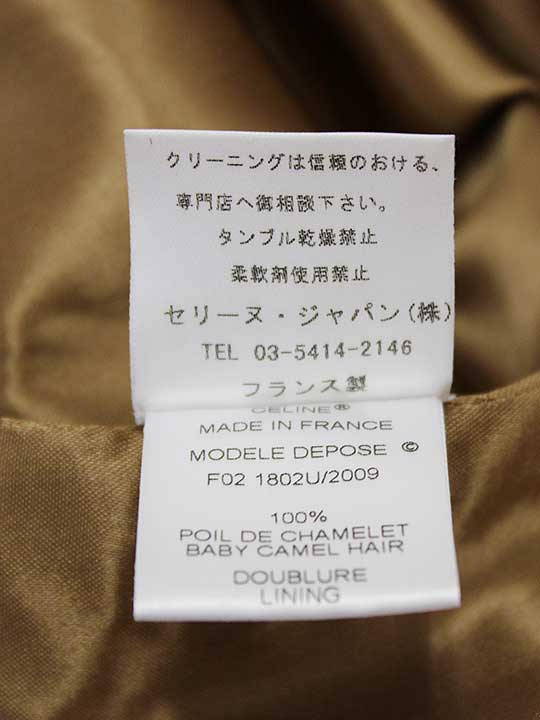 クリーニングは信頼のおける、
専門店へ御相談下さい。
タンブル乾燥禁止
柔軟剤使用禁止
セリーヌ・ジャパン(株)
TEL 03-5414-2146
フランス製
CELINE®
MADE IN FRANCE
MODELE DEPOSE ©
F02 1802U/2009
100%
POIL DE CHAMELET
BABY CAMEL HAIR
DOUBLURE
LINING